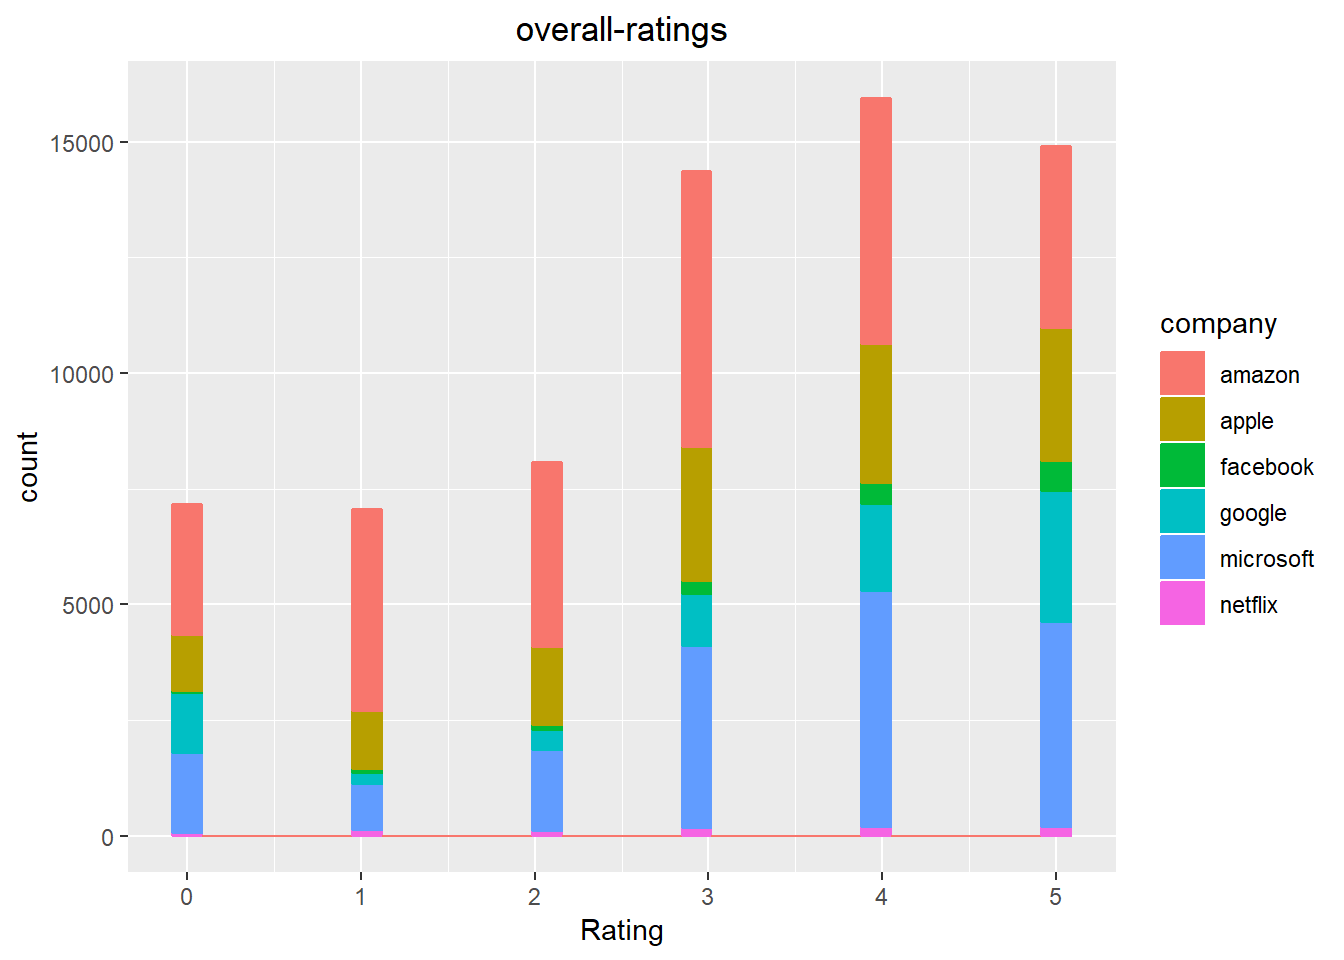 overall-ratings
15000
10000
5000
0
count
0 1 2 3 4 5
Rating
company
amazon
apple
facebook
google
microsoft
netflix